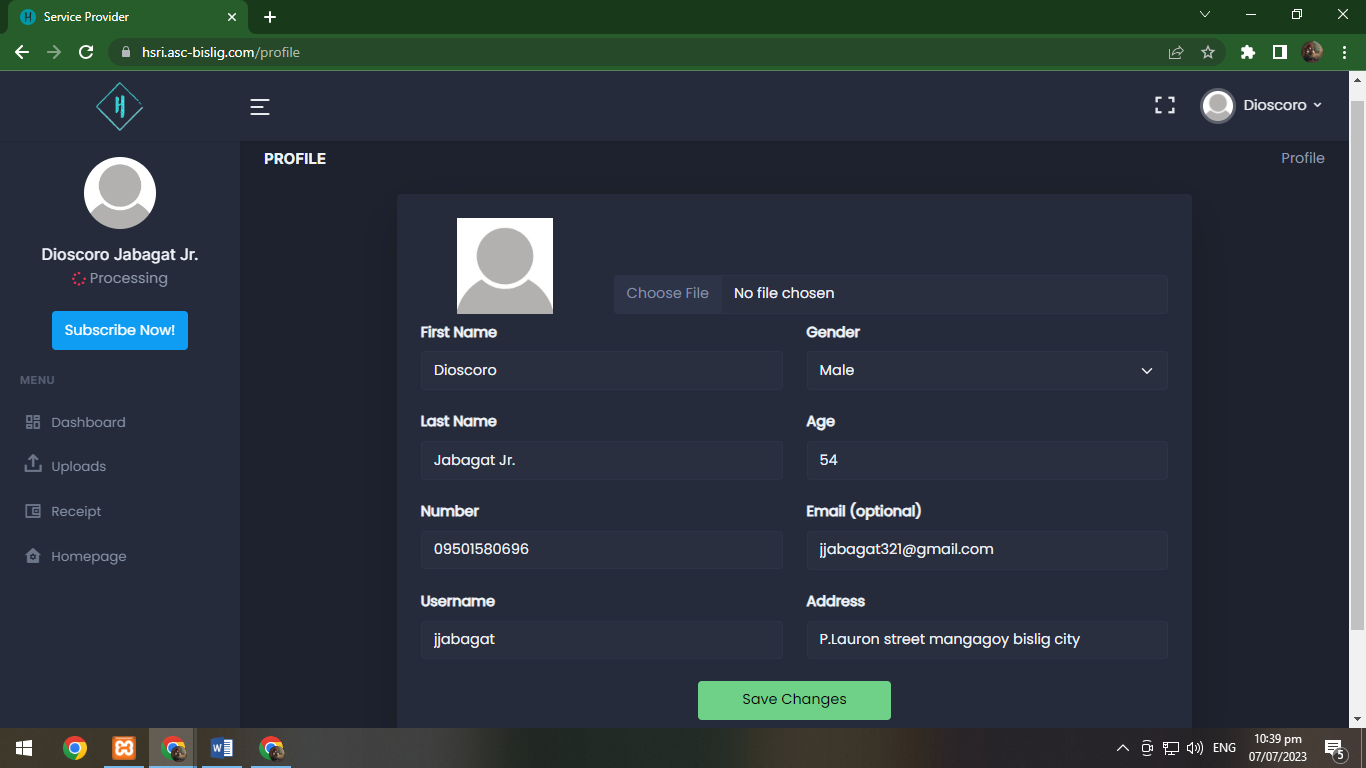 Service Provider
hsri.asc-bislig.com/profile
Dioscoro
PROFILE
Profile
Dioscoro Jabagat Jr.
Processing
Subscribe Now!
MENU
Dashboard
Uploads
Receipt
Homepage
Choose File No file chosen
First Name
Gender
Dioscoro
Male
Last Name
Age
Jabagat Jr.
54
Number
Email (optional)
09501580696
jjabagat321@gmail.com
Username
Address
jjabagat
P.Lauron street mangagoy bislig city
Save Changes
ENG
10:39 pm
07/07/2023
5